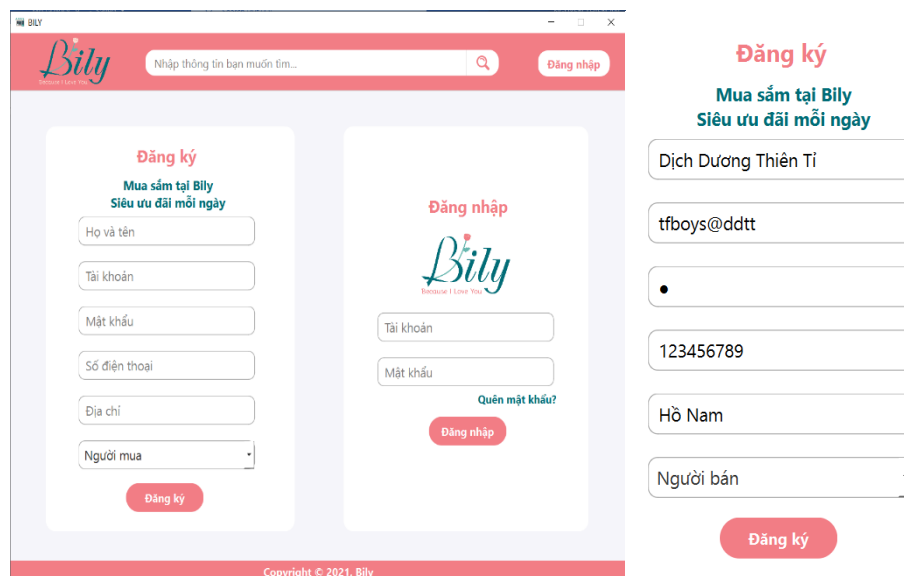 BILY
Bily
Because I Love You
Nhập thông tin bạn muốn tìm...
Đăng nhập
Đăng ký
Mua sắm tại Bily
Siêu ưu đãi mỗi ngày
Họ và tên
Tài khoản
Mật khẩu
Số điện thoại
Địa chỉ
Người mua
Đăng ký
Đăng nhập
Bily
Because I Love You
Tài khoản
Mật khẩu
Quên mật khẩu?
Đăng nhập
Copyright © 2021, Bily
Đăng ký
Mua sắm tại Bily
Siêu ưu đãi mỗi ngày
Dịch Dương Thiên Tỉ
tfboys@ddtt
●
123456789
Hồ Nam
Người bán
Đăng ký